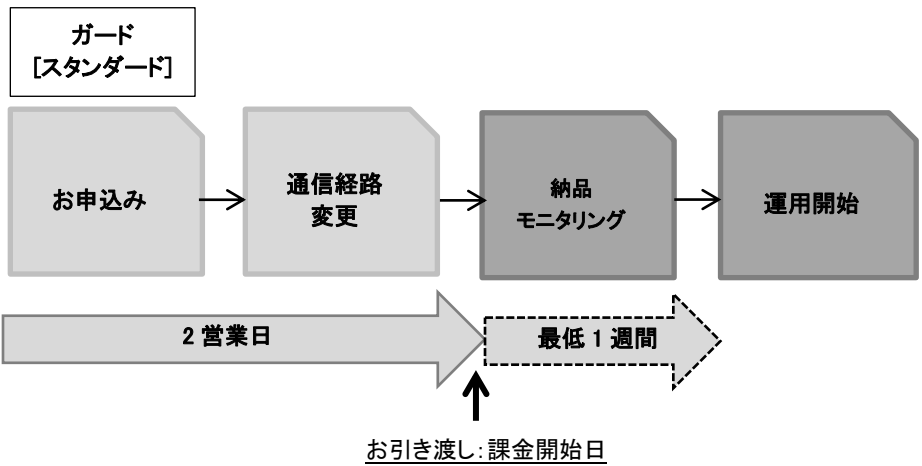 ガード
[スタンダード]
お申込み
通信経路
変更
納品
モニタリング
運用開始
2 営業日
最低 1 週間
お引き渡し：課金開始日